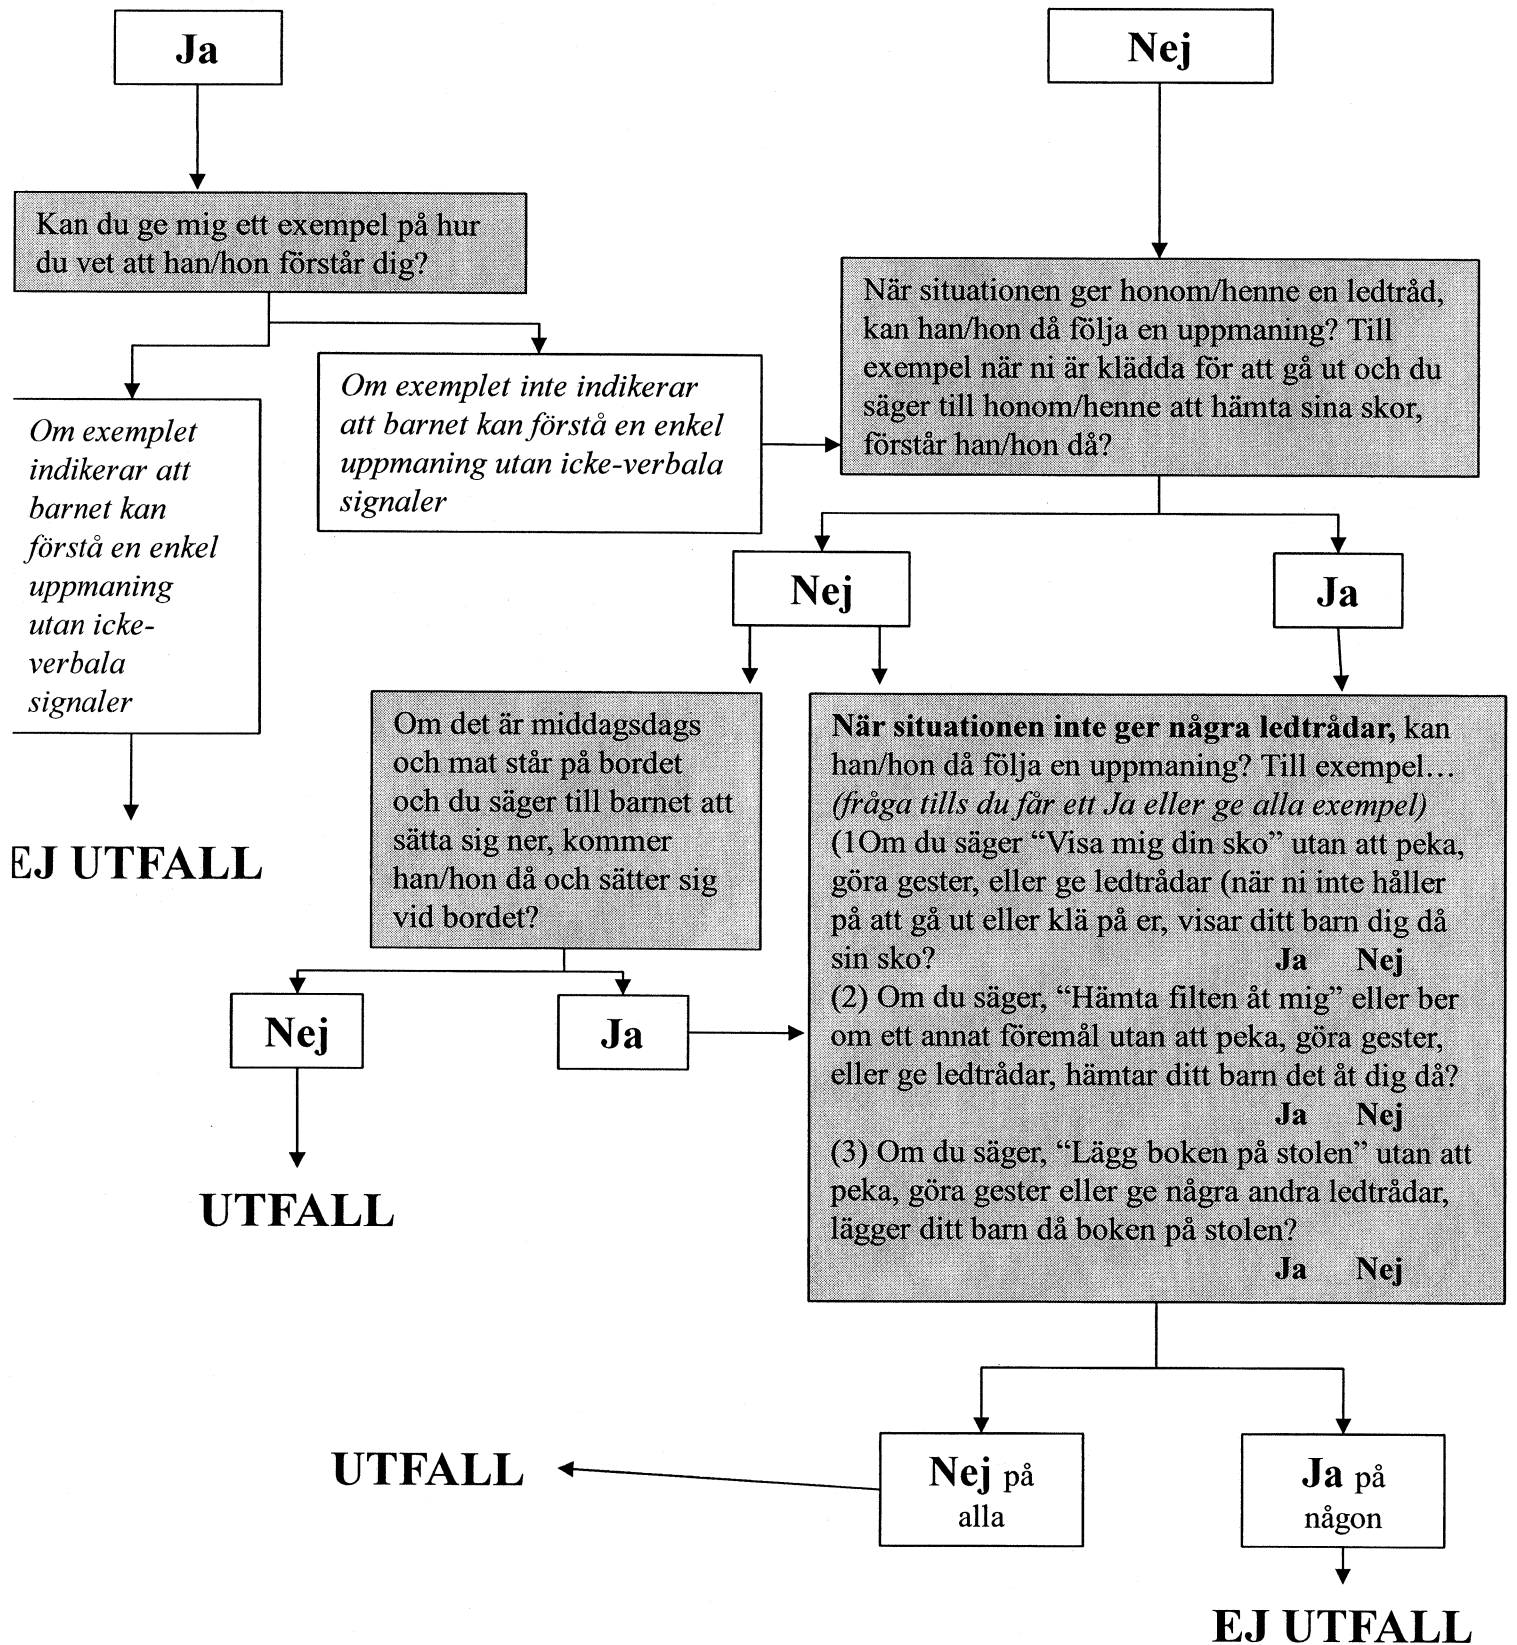 Ja
Nej
Kan du ge mig ett exempel på hur
du vet att han/hon förstår dig?
När situationen ger honom/henne en ledtråd,
kan han/hon då följa en uppmaning? Till
exempel när ni är klädda för att gå ut och du
säger till honom/henne att hämta sina skor,
förstår han/hon då?
Om exemplet inte indikerar
att barnet kan förstå en enkel
uppmaning utan icke-verbala
signaler
Om exemplet
indikerar att
barnet kan
förstå en enkel
uppmaning
utan icke-
verbala
signaler
Nej
Ja
EJ UTFALL
Om det är middagsdags
och mat står på bordet
och du säger till barnet att
sätta sig ner, kommer
han/hon då och sätter sig
vid bordet?
När situationen inte ger några ledtrådar, kan
han/hon då följa en uppmaning? Till exempel…
(fråga tills du får ett Ja eller ge alla exempel)
(1Om du säger “Visa mig din sko” utan att peka,
göra gester, eller ge ledtrådar (när ni inte håller
på att gå ut eller klä på er, visar ditt barn dig då
sin sko? Ja Nej
(2) Om du säger, “Hämta filten åt mig” eller ber
om ett annat föremål utan att peka, göra gester,
eller ge ledtrådar, hämtar ditt barn det åt dig då?
Ja Nej
(3) Om du säger, “Lägg boken på stolen” utan att
peka, göra gester eller ge några andra ledtrådar,
lägger ditt barn då boken på stolen?
Ja Nej
Nej
Ja
UTFALL
Nej på
alla
Ja på
någon
UTFALL
EJ UTFALL